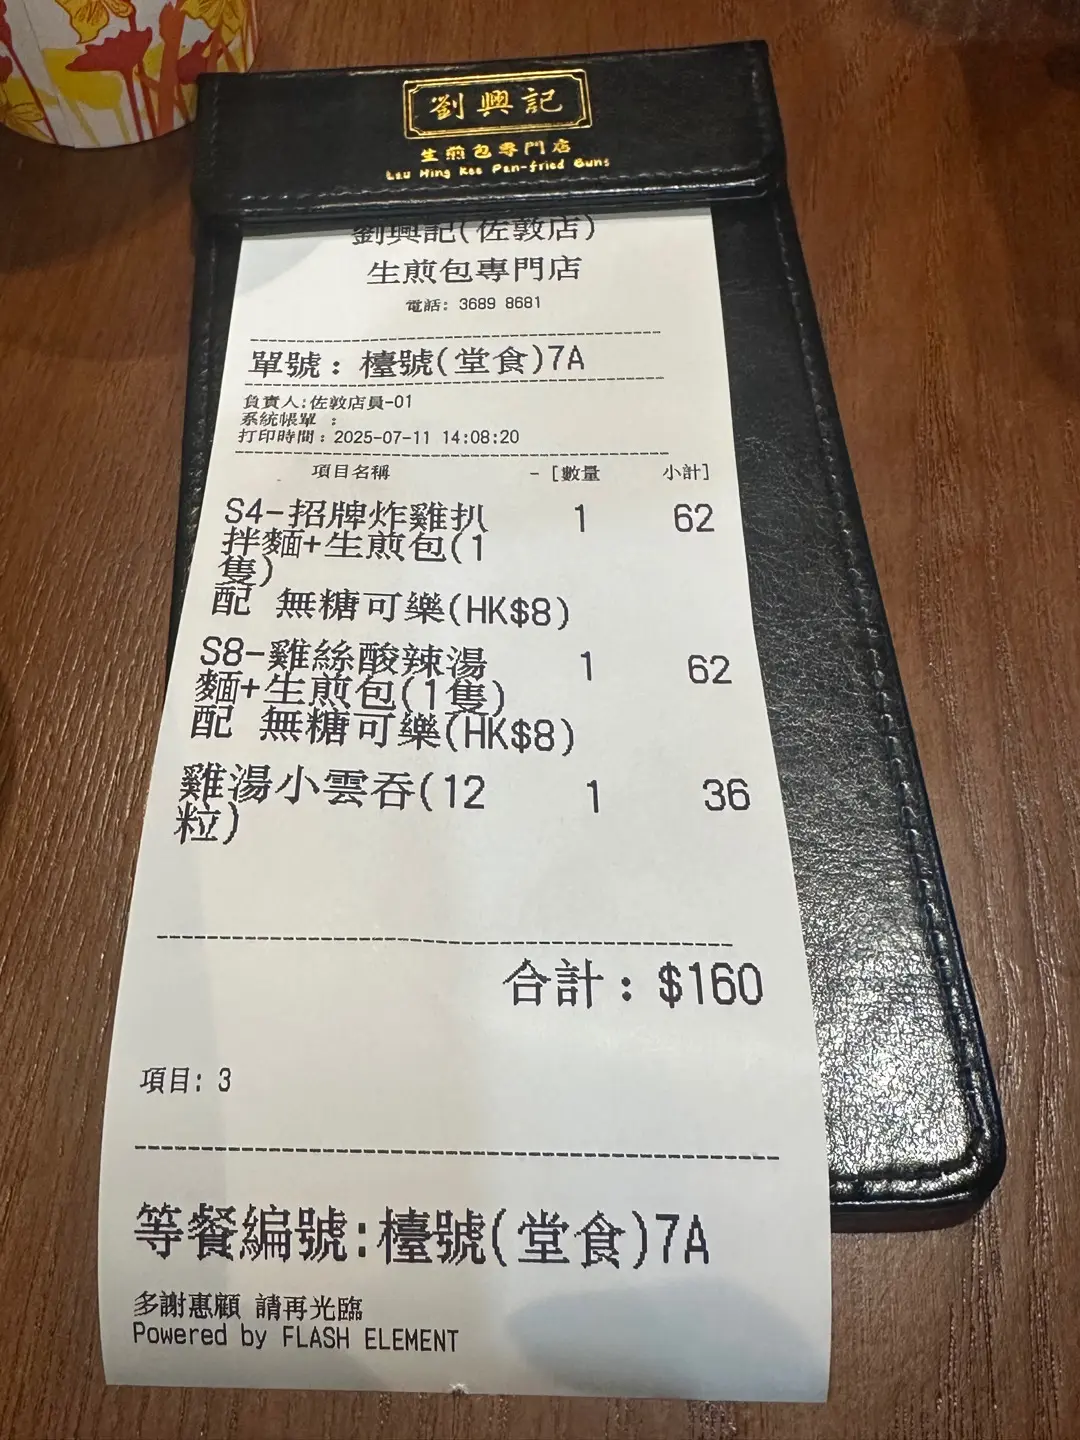 劉興記
生煎包專門店
Lau Hing Kee Pan-fried Buns
劉興記(佐敦店)
生煎包專門店
電話: 3689 8681
單號：檯號(堂食)7A
負責人:佐敦店員-01
系統帳單 :
打印時間：2025-07-11 14:08:20
項目名稱 -[數量 小計]
S4-招牌炸雞扒 1 62
拌麵+生煎包(1
隻)
配 無糖可樂(HK$8)
S8-雞絲酸辣湯 1 62
麵+生煎包(1隻)
配 無糖可樂(HK$8)
雞湯小雲吞(12 1 36
粒)
合計：$160
項目: 3
等餐編號:檯號(堂食)7A
多謝惠顧 請再光臨
Powered by FLASH ELEMENT